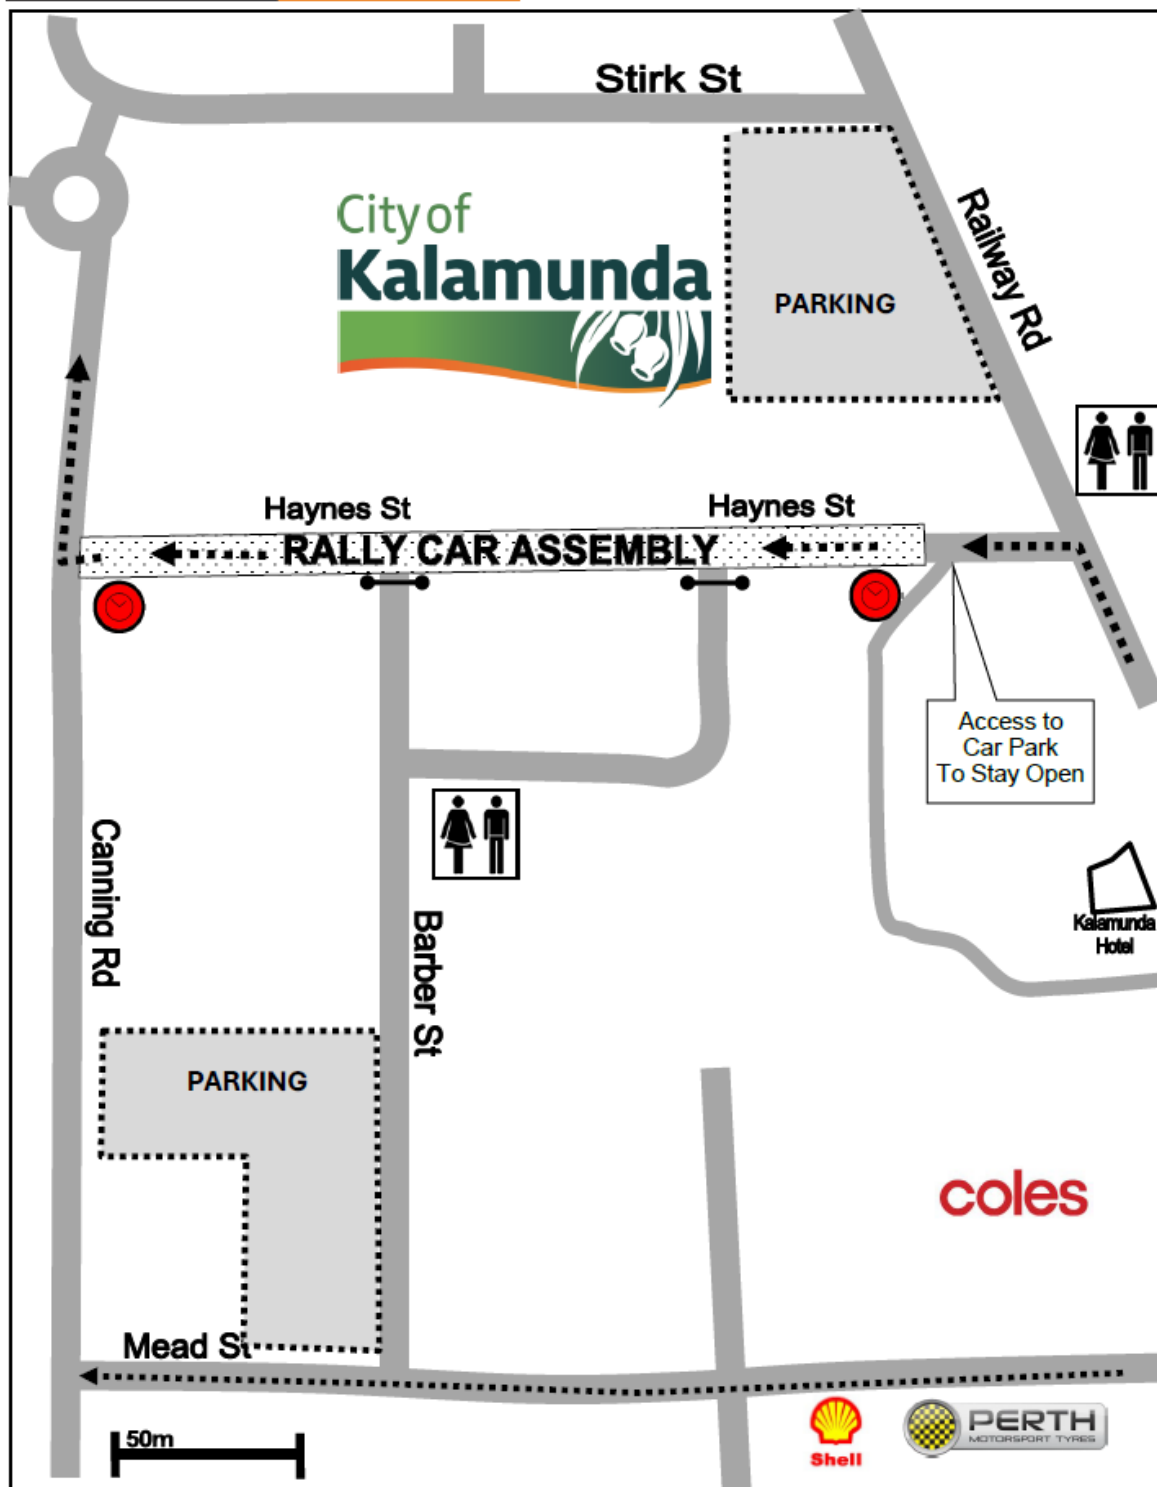 Stirk St
City of
Kalamunda
PARKING
Railway Rd
Haynes St
Haynes St
RALLY CAR ASSEMBLY
Access to
Car Park
To Stay Open
Canning Rd
Barber St
Kalamunda
Hotel
PARKING
coles
Mead St
50m
Shell
PERTH
MOTORSPORT TYRES